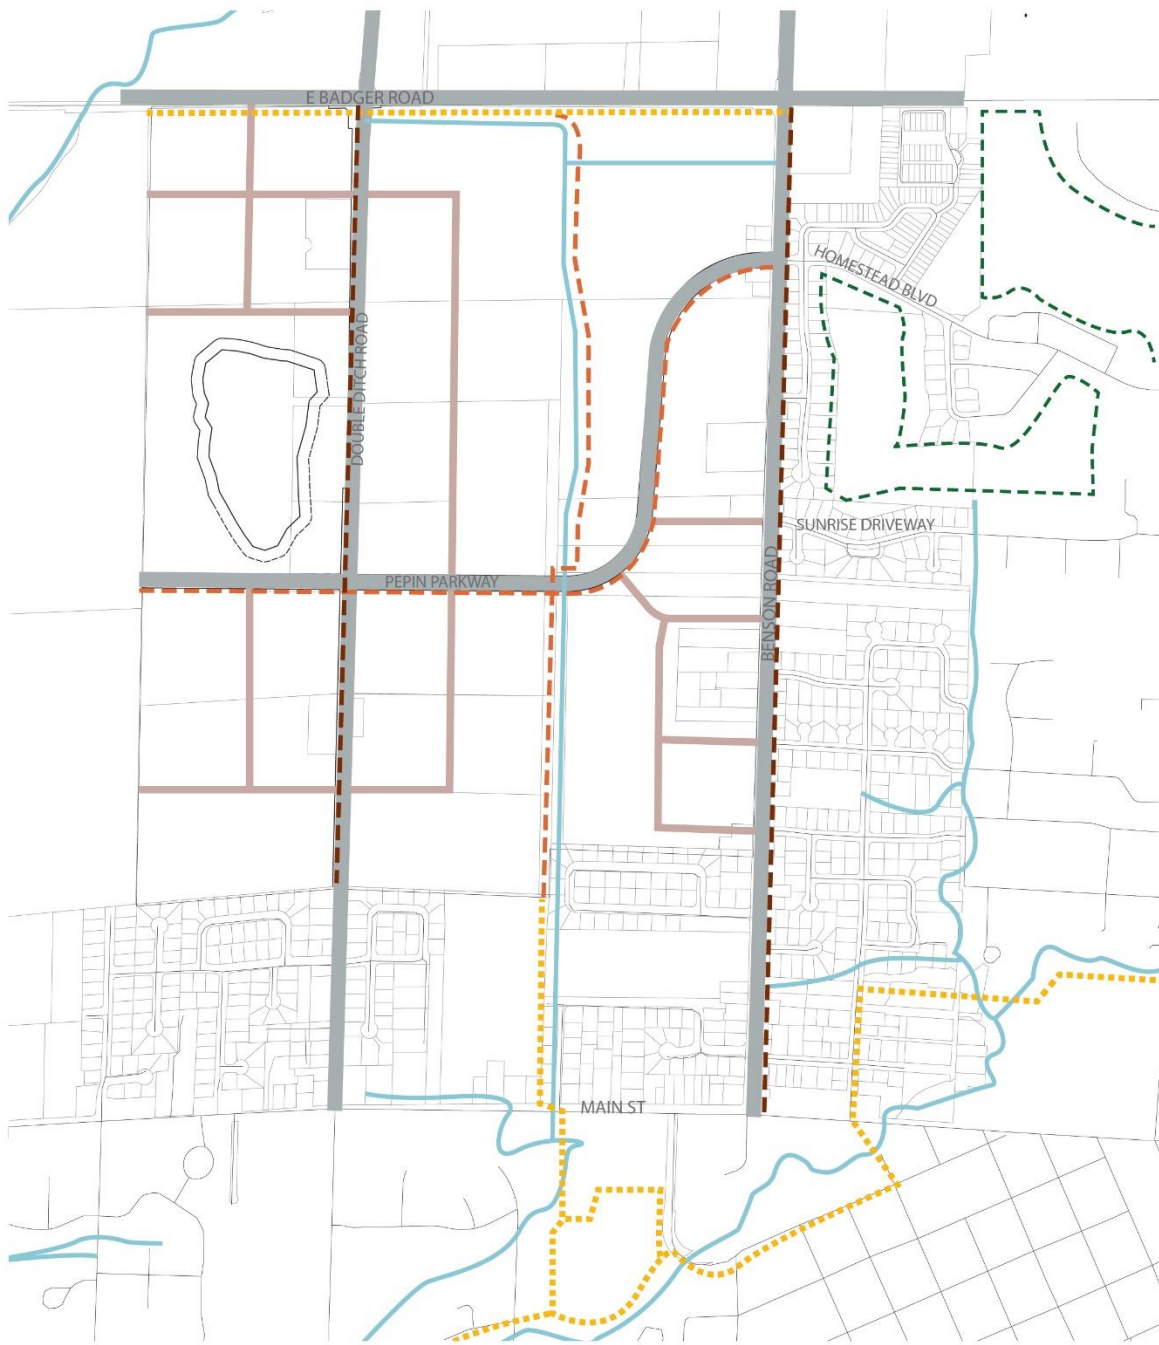 E BADGER ROAD
HOMESTEAD BLVD
DOUBLE DITCH ROAD
SUNRISE DRIVEWAY
PEPIN PARKWAY
BENSON ROAD
MAIN ST